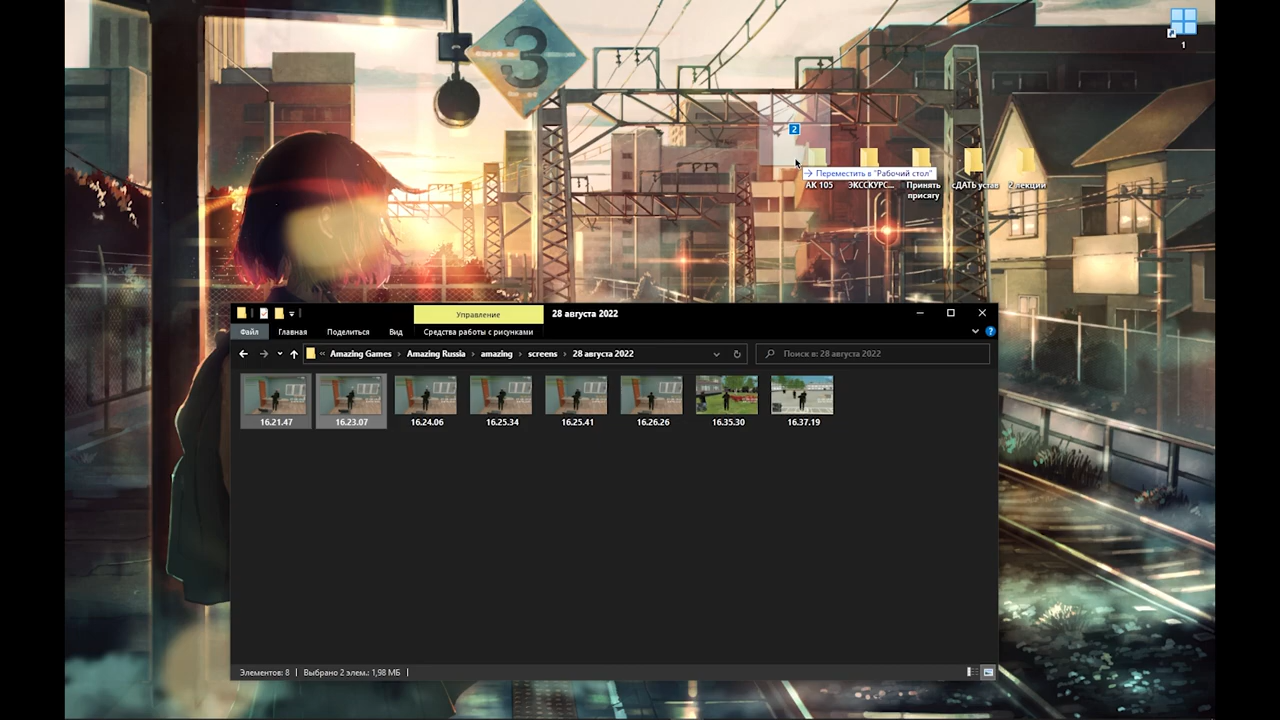 3
1
2
Переместить в "Рабочий стол"
АК 105
ЭКССКУРС...
Принять
присягу
сДАТЬ устав
2 лекции
Управление
28 августа 2022
Файл
Главная
Поделиться
Вид
Средства работы с рисунками
Amazing Games
Amazing Russia
amazing
screens
28 августа 2022
Поиск в: 28 августа 2022
16.21.47
16.23.07
16.24.06
16.25.34
16.25.41
16.26.26
16.35.30
16.37.19
Элементов: 8
Выбрано 2 элем.: 1,98 МБ